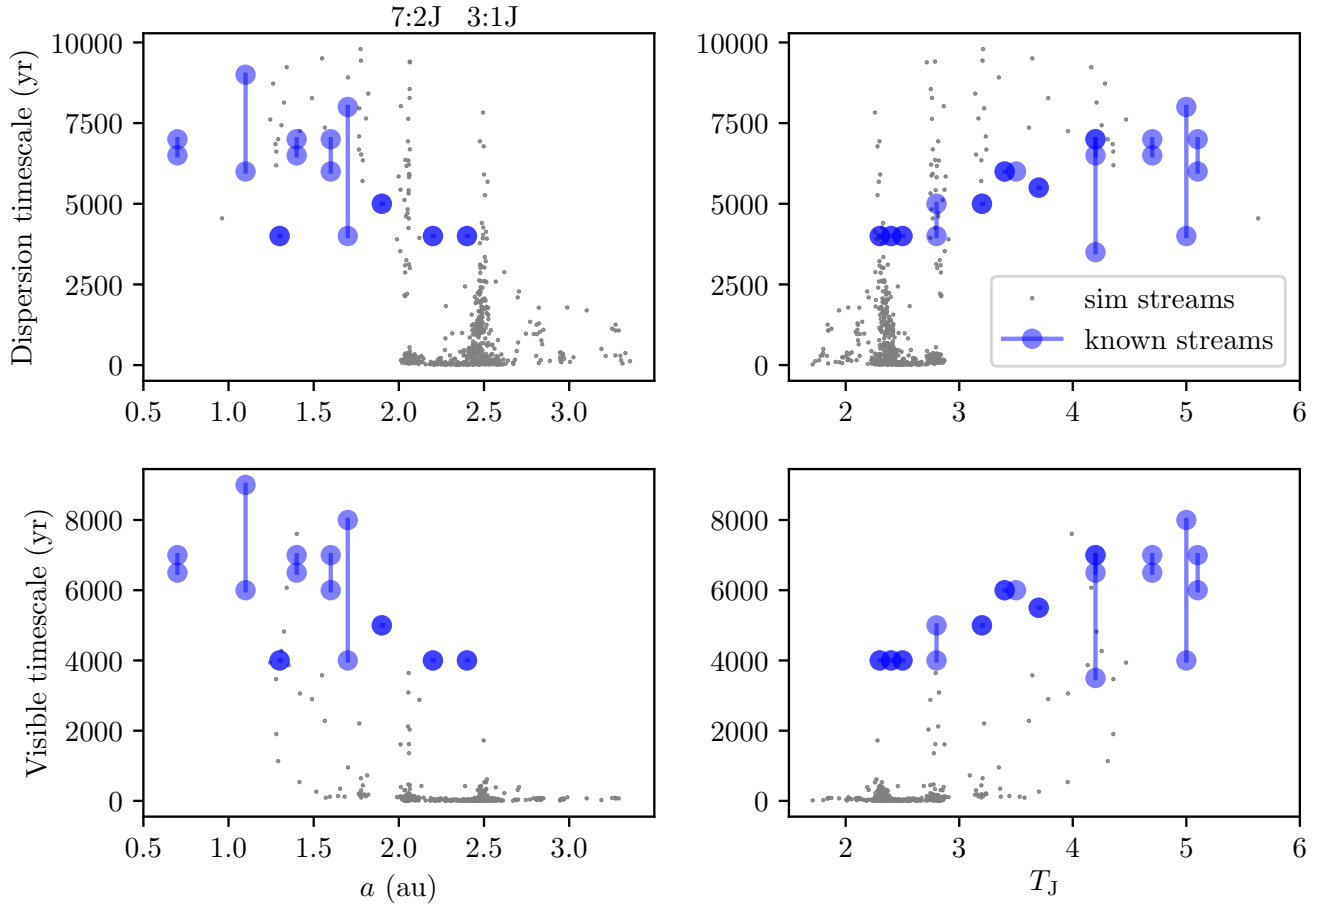 7:2J 3:1J
Dispersion timescale (yr)
10000
7500
5000
2500
0
0.5 1.0 1.5 2.0 2.5 3.0
10000
7500
5000
2500
0
sim streams
known streams
2 3 4 5 6
Visible timescale (yr)
8000
6000
4000
2000
0
0.5 1.0 1.5 2.0 2.5 3.0
a (au)
8000
6000
4000
2000
0
2 3 4 5 6
T_J